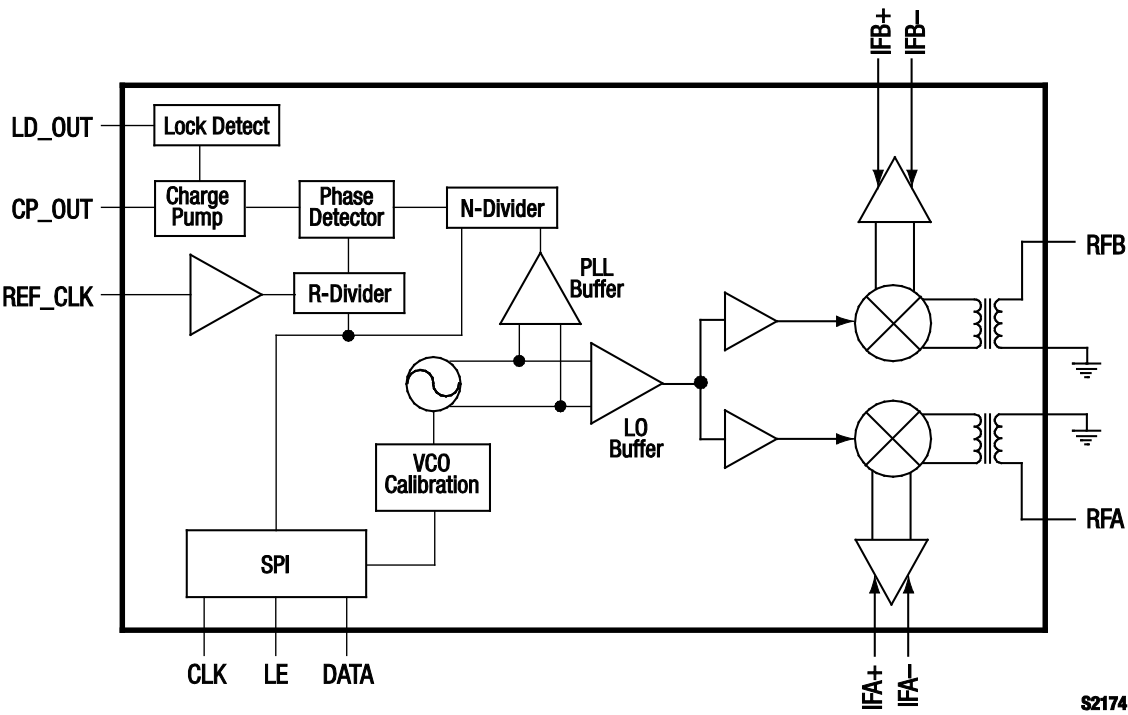 IFB+
IFB–
LD_OUT
Lock Detect
CP_OUT
Charge
Pump
Phase
Detector
N-Divider
RFB
REF_CLK
R-Divider
PLL
Buffer
LO
Buffer
VCO
Calibration
RFA
SPI
CLK
LE
DATA
IFA+
IFA–
S2174